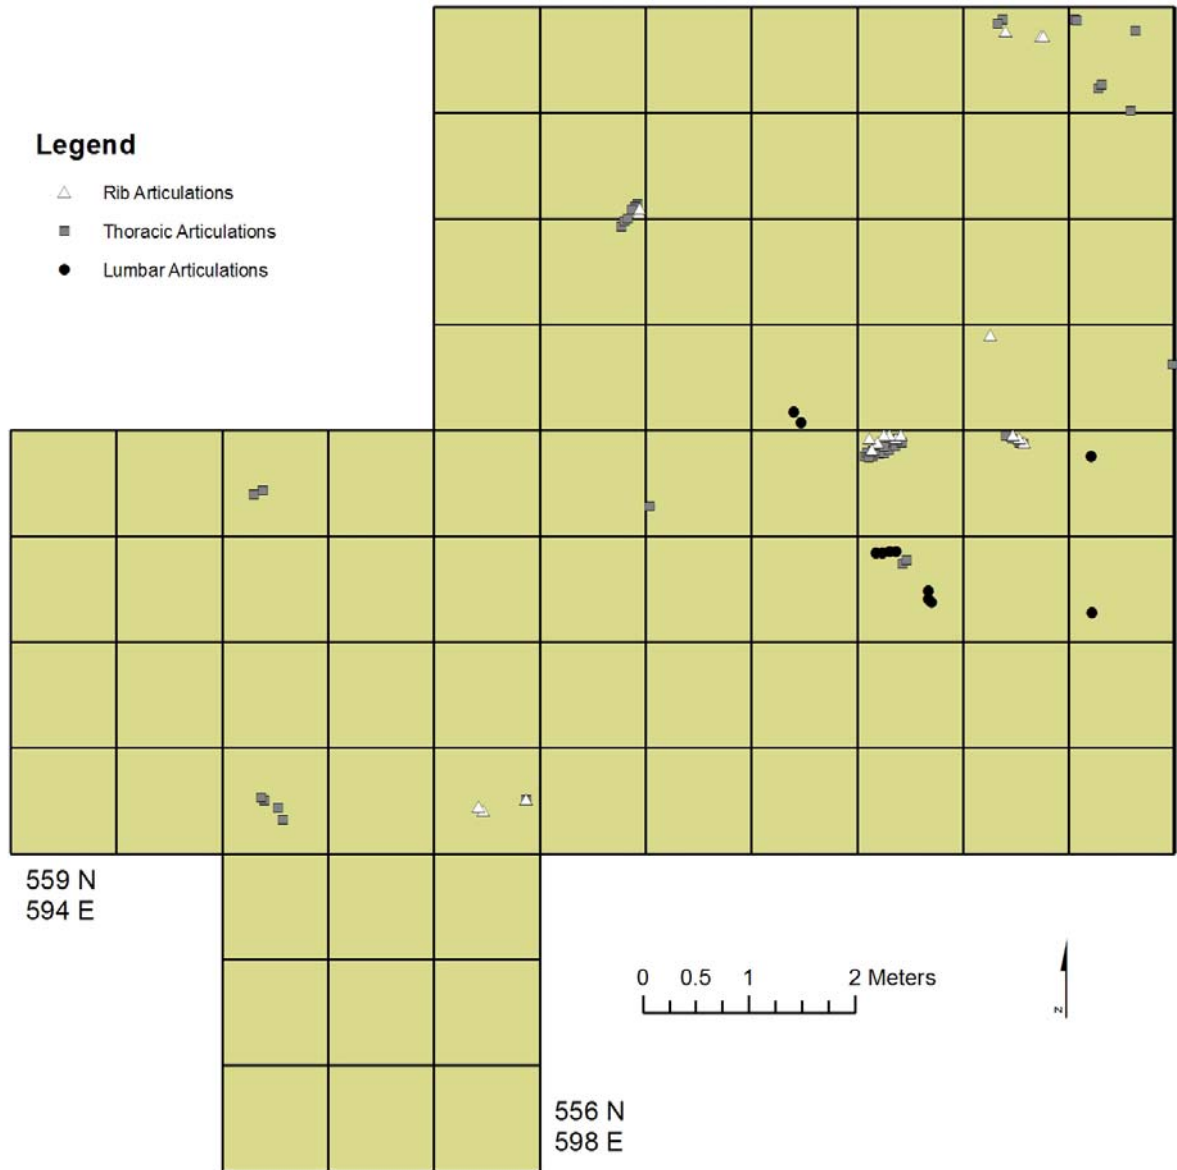 Legend
Rib Articulations
Thoracic Articulations
Lumbar Articulations
559 N
594 E
0 0.5 1 2 Meters
N
556 N
598 E